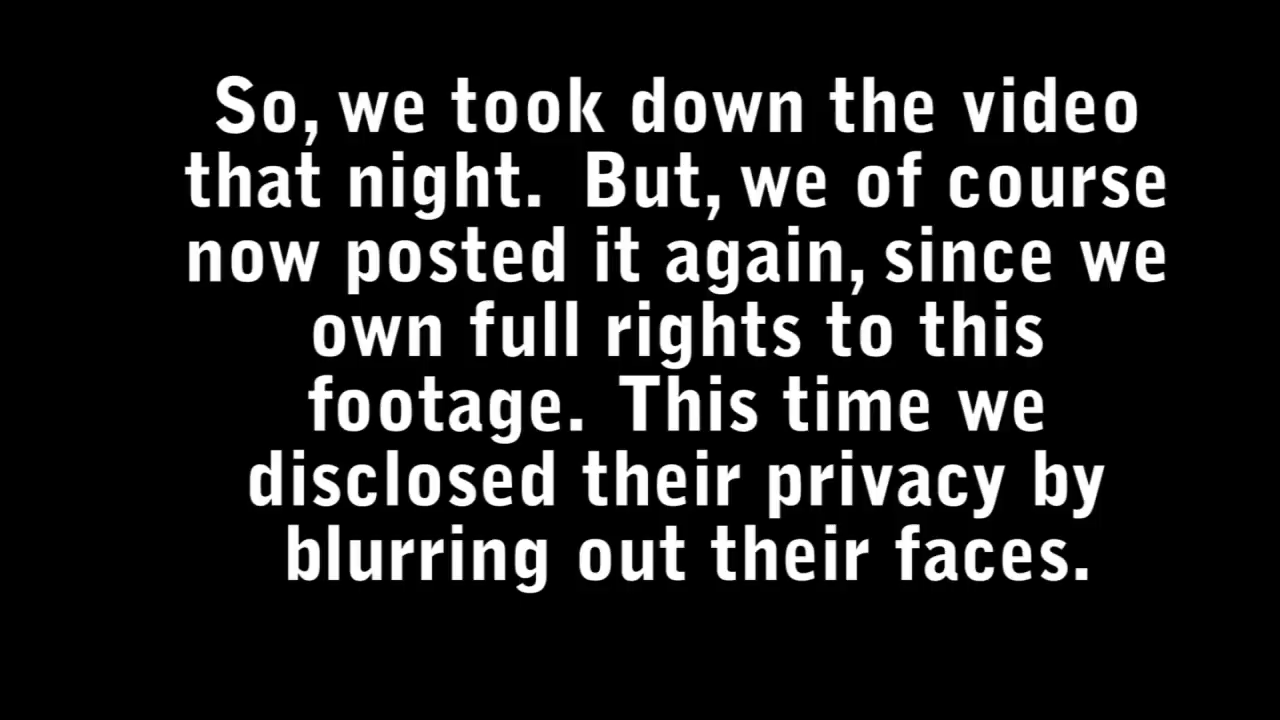 So, we took down the video
that night.  But, we of course
now posted it again, since we
own full rights to this
footage.  This time we
disclosed their privacy by
blurring out their faces.